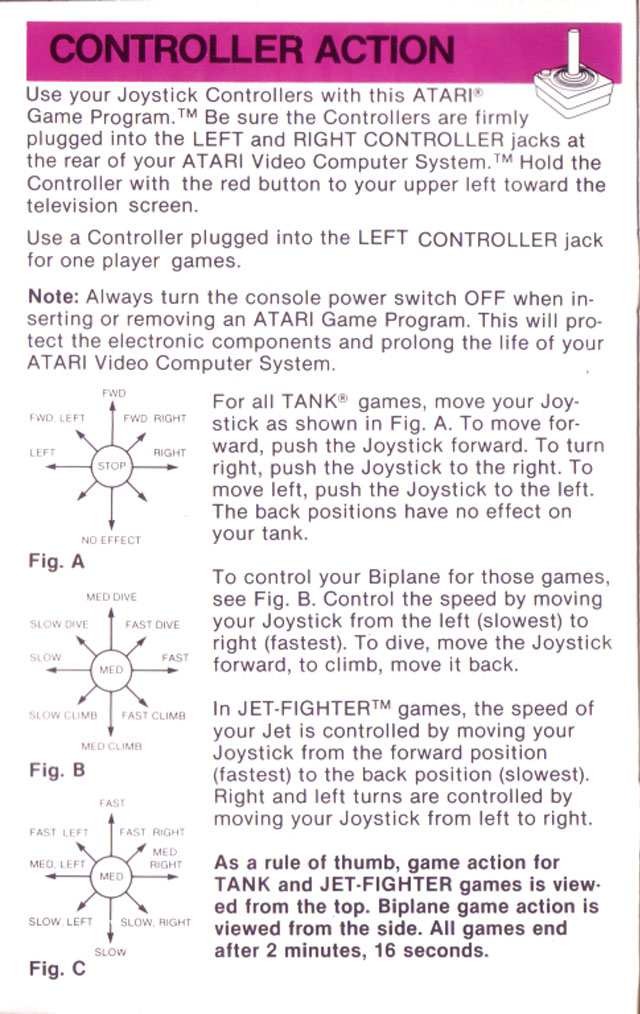 CONTROLLER ACTION
Use your Joystick Controllers with this ATARI®
Game Program.™ Be sure the Controllers are firmly
plugged into the LEFT and RIGHT CONTROLLER jacks at
the rear of your ATARI Video Computer System.™ Hold the
Controller with the red button to your upper left toward the
television screen.
Use a Controller plugged into the LEFT CONTROLLER jack
for one player games.
Note: Always turn the console power switch OFF when in-
serting or removing an ATARI Game Program. This will pro-
tect the electronic components and prolong the life of your
ATARI Video Computer System.
FWD
FWD. LEFT
FWD RIGHT
LEFT
RIGHT
STOP
NO EFFECT
Fig. A
For all TANK® games, move your Joy-
stick as shown in Fig. A. To move for-
ward, push the Joystick forward. To turn
right, push the Joystick to the right. To
move left, push the Joystick to the left.
The back positions have no effect on
your tank.
MED DIVE
SLOW DIVE
FAST DIVE
SLOW
FAST
MED
SLOW CLIMB
FAST CLIMB
MED CLIMB
Fig. B
To control your Biplane for those games,
see Fig. B. Control the speed by moving
your Joystick from the left (slowest) to
right (fastest). To dive, move the Joystick
forward, to climb, move it back.
In JET-FIGHTER™ games, the speed of
your Jet is controlled by moving your
Joystick from the forward position
(fastest) to the back position (slowest).
Right and left turns are controlled by
moving your Joystick from left to right.
FAST
FAST LEFT
FAST RIGHT
MED. LEFT
MED
RIGHT
MED
SLOW. LEFT
SLOW. RIGHT
SLOW
Fig. C
As a rule of thumb, game action for
TANK and JET-FIGHTER games is view-
ed from the top. Biplane game action is
viewed from the side. All games end
after 2 minutes, 16 seconds.